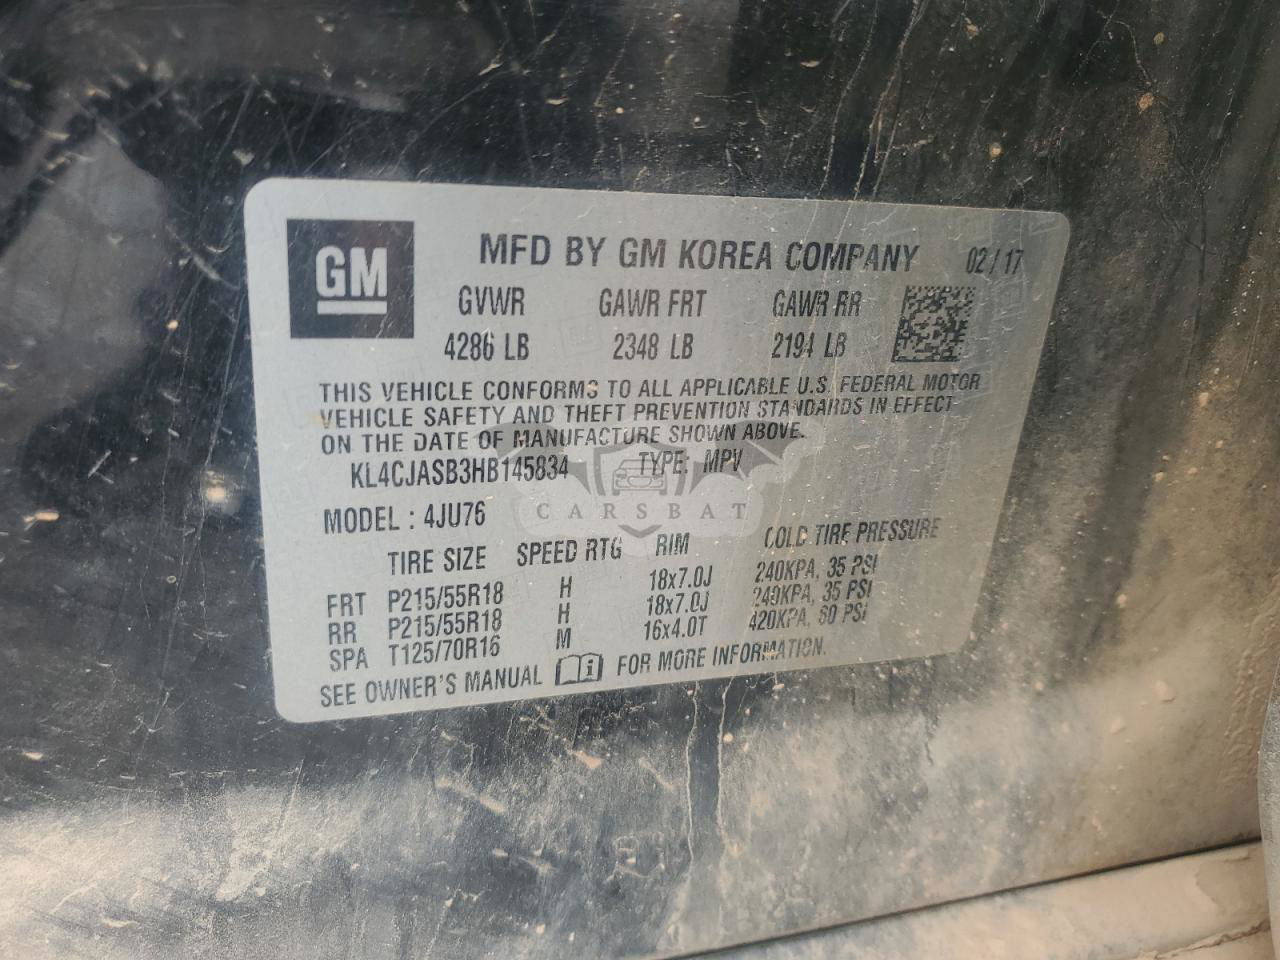 GM
MFD BY GM KOREA COMPANY 02/17
GVWR GAWR FRT GAWR RR
4286 LB 2348 LB 2194 LB
THIS VEHICLE CONFORMS TO ALL APPLICABLE U.S. FEDERAL MOTOR
VEHICLE SAFETY AND THEFT PREVENTION STANDARDS IN EFFECT
ON THE DATE OF MANUFACTURE SHOWN ABOVE.
KL4CJASB3HB145834 TYPE: MPV
CARSBAT
MODEL : 4JU76
TIRE SIZE SPEED RTG RIM COLD TIRE PRESSURE
FRT P215/55R18 H 18x7.0J 240KPA, 35 PSI
RR P215/55R18 H 18x7.0J 240KPA, 35 PSI
SPA T125/70R16 M 16x4.0T 420KPA, 60 PSI
SEE OWNER'S MANUAL i FOR MORE INFORMATION.